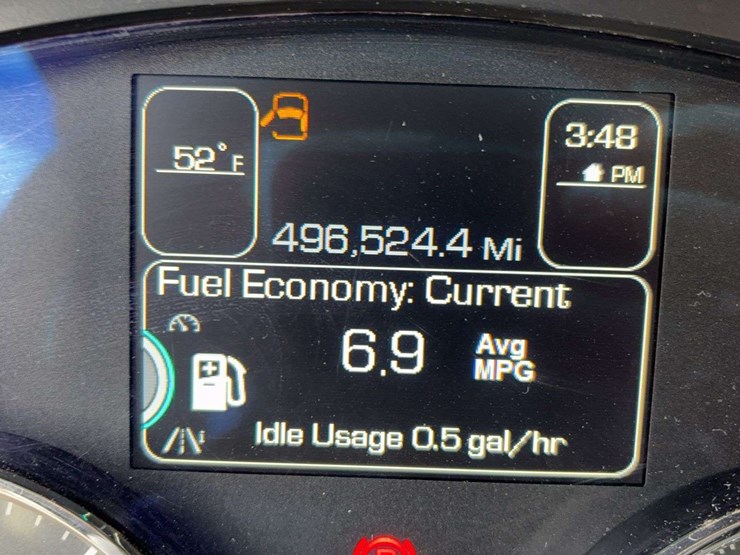 52°F
3:48
PM
496,524.4 Mi
Fuel Economy: Current
6.9 Avg
MPG
Idle Usage 0.5 gal/hr